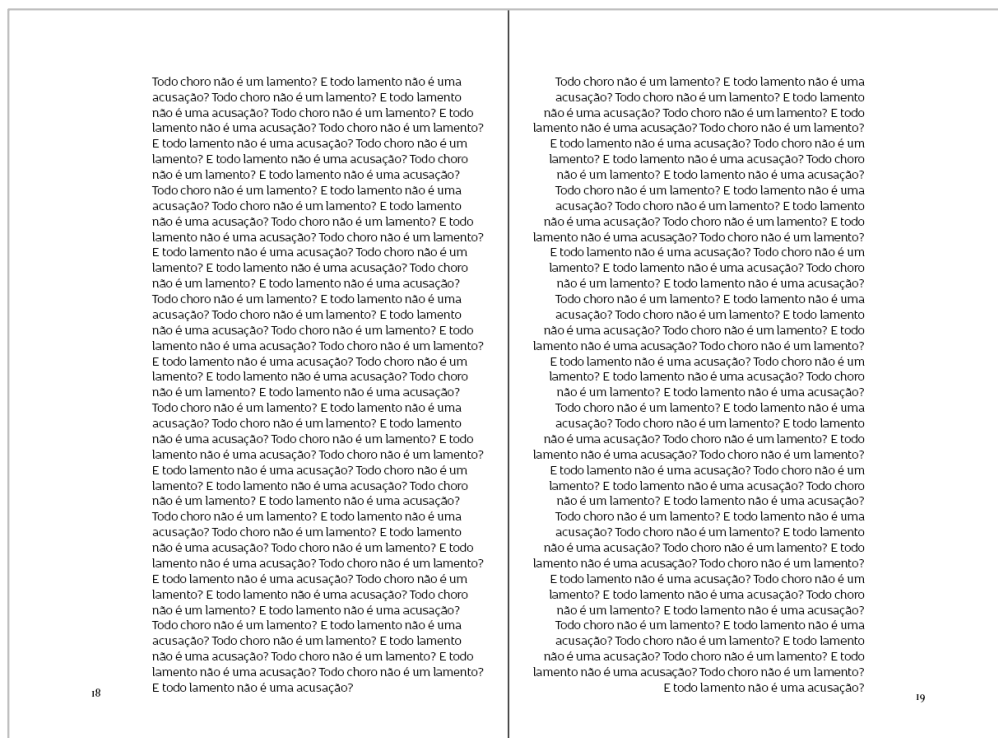 Todo choro não é um lamento? E todo lamento não é uma
acusação? Todo choro não é um lamento? E todo lamento
não é uma acusação? Todo choro não é um lamento? E todo
lamento não é uma acusação? Todo choro não é um lamento?
E todo lamento não é uma acusação? Todo choro não é um
lamento? E todo lamento não é uma acusação? Todo choro
não é um lamento? E todo lamento não é uma acusação?
Todo choro não é um lamento? E todo lamento não é uma
acusação? Todo choro não é um lamento? E todo lamento
não é uma acusação? Todo choro não é um lamento? E todo
lamento não é uma acusação? Todo choro não é um lamento?
E todo lamento não é uma acusação? Todo choro não é um
lamento? E todo lamento não é uma acusação? Todo choro
não é um lamento? E todo lamento não é uma acusação?
Todo choro não é um lamento? E todo lamento não é uma
acusação? Todo choro não é um lamento? E todo lamento
não é uma acusação? Todo choro não é um lamento? E todo
lamento não é uma acusação? Todo choro não é um lamento?
E todo lamento não é uma acusação? Todo choro não é um
lamento? E todo lamento não é uma acusação? Todo choro
não é um lamento? E todo lamento não é uma acusação?
Todo choro não é um lamento? E todo lamento não é uma
acusação? Todo choro não é um lamento? E todo lamento
não é uma acusação? Todo choro não é um lamento? E todo
lamento não é uma acusação? Todo choro não é um lamento?
E todo lamento não é uma acusação? Todo choro não é um
lamento? E todo lamento não é uma acusação? Todo choro
não é um lamento? E todo lamento não é uma acusação?
Todo choro não é um lamento? E todo lamento não é uma
acusação? Todo choro não é um lamento? E todo lamento
não é uma acusação? Todo choro não é um lamento? E todo
lamento não é uma acusação? Todo choro não é um lamento?
E todo lamento não é uma acusação? Todo choro não é um
lamento? E todo lamento não é uma acusação? Todo choro
não é um lamento? E todo lamento não é uma acusação?
Todo choro não é um lamento? E todo lamento não é uma
acusação? Todo choro não é um lamento? E todo lamento
não é uma acusação? Todo choro não é um lamento? E todo
lamento não é uma acusação? Todo choro não é um lamento?
E todo lamento não é uma acusação?
18
Todo choro não é um lamento? E todo lamento não é uma
acusação? Todo choro não é um lamento? E todo lamento
não é uma acusação? Todo choro não é um lamento? E todo
lamento não é uma acusação? Todo choro não é um lamento?
E todo lamento não é uma acusação? Todo choro não é um
lamento? E todo lamento não é uma acusação? Todo choro
não é um lamento? E todo lamento não é uma acusação?
Todo choro não é um lamento? E todo lamento não é uma
acusação? Todo choro não é um lamento? E todo lamento
não é uma acusação? Todo choro não é um lamento? E todo
lamento não é uma acusação? Todo choro não é um lamento?
E todo lamento não é uma acusação? Todo choro não é um
lamento? E todo lamento não é uma acusação? Todo choro
não é um lamento? E todo lamento não é uma acusação?
Todo choro não é um lamento? E todo lamento não é uma
acusação? Todo choro não é um lamento? E todo lamento
não é uma acusação? Todo choro não é um lamento? E todo
lamento não é uma acusação? Todo choro não é um lamento?
E todo lamento não é uma acusação? Todo choro não é um
lamento? E todo lamento não é uma acusação? Todo choro
não é um lamento? E todo lamento não é uma acusação?
Todo choro não é um lamento? E todo lamento não é uma
acusação? Todo choro não é um lamento? E todo lamento
não é uma acusação? Todo choro não é um lamento? E todo
lamento não é uma acusação? Todo choro não é um lamento?
E todo lamento não é uma acusação? Todo choro não é um
lamento? E todo lamento não é uma acusação? Todo choro
não é um lamento? E todo lamento não é uma acusação?
Todo choro não é um lamento? E todo lamento não é uma
acusação? Todo choro não é um lamento? E todo lamento
não é uma acusação? Todo choro não é um lamento? E todo
lamento não é uma acusação? Todo choro não é um lamento?
E todo lamento não é uma acusação? Todo choro não é um
lamento? E todo lamento não é uma acusação? Todo choro
não é um lamento? E todo lamento não é uma acusação?
Todo choro não é um lamento? E todo lamento não é uma
acusação? Todo choro não é um lamento? E todo lamento
não é uma acusação? Todo choro não é um lamento? E todo
lamento não é uma acusação? Todo choro não é um lamento?
E todo lamento não é uma acusação?
19